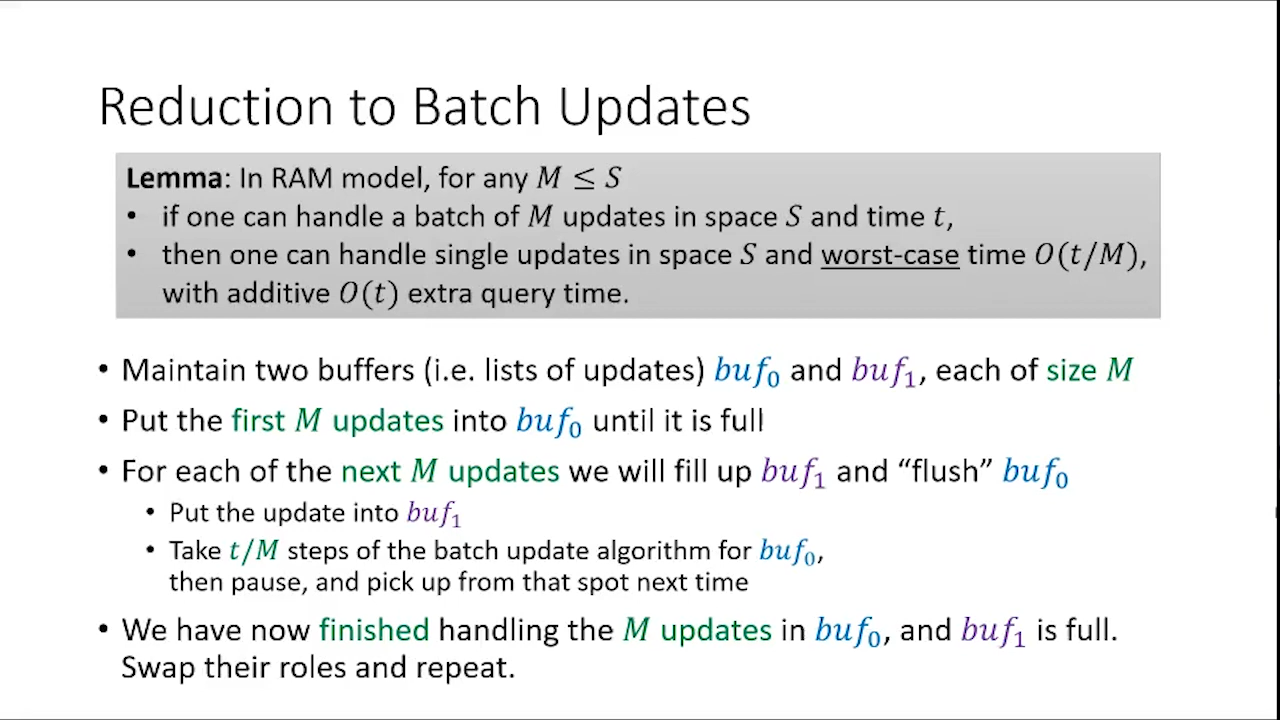 Reduction to Batch Updates
Lemma: In RAM model, for any M ≤ S
• if one can handle a batch of M updates in space S and time t,
• then one can handle single updates in space S and worst-case time O(t/M),
with additive O(t) extra query time.
• Maintain two buffers (i.e. lists of updates) buf₀ and buf₁, each of size M
• Put the first M updates into buf₀ until it is full
• For each of the next M updates we will fill up buf₁ and “flush” buf₀
• Put the update into buf₁
• Take t/M steps of the batch update algorithm for buf₀,
then pause, and pick up from that spot next time
• We have now finished handling the M updates in buf₀, and buf₁ is full.
Swap their roles and repeat.